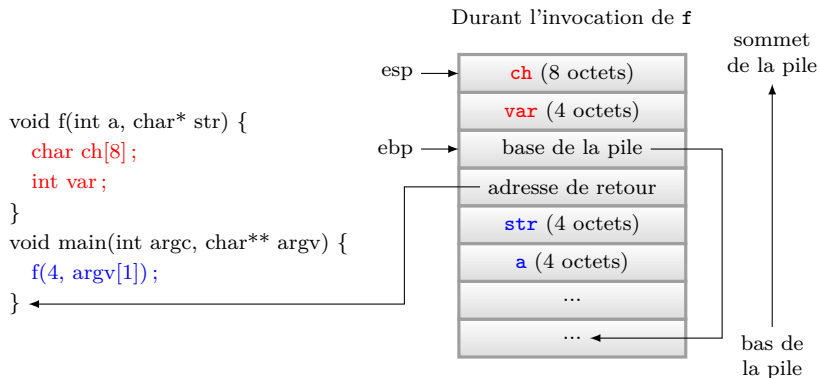 Durant l'invocation de f
void f(int a, char* str) {
char ch[8] ;
int var ;
}
void main(int argc, char** argv) {
f(4, argv[1]) ;
}
esp
ebp
ch (8 octets)
var (4 octets)
base de la pile
adresse de retour
str (4 octets)
a (4 octets)
...
...
sommet
de la pile
bas de
la pile